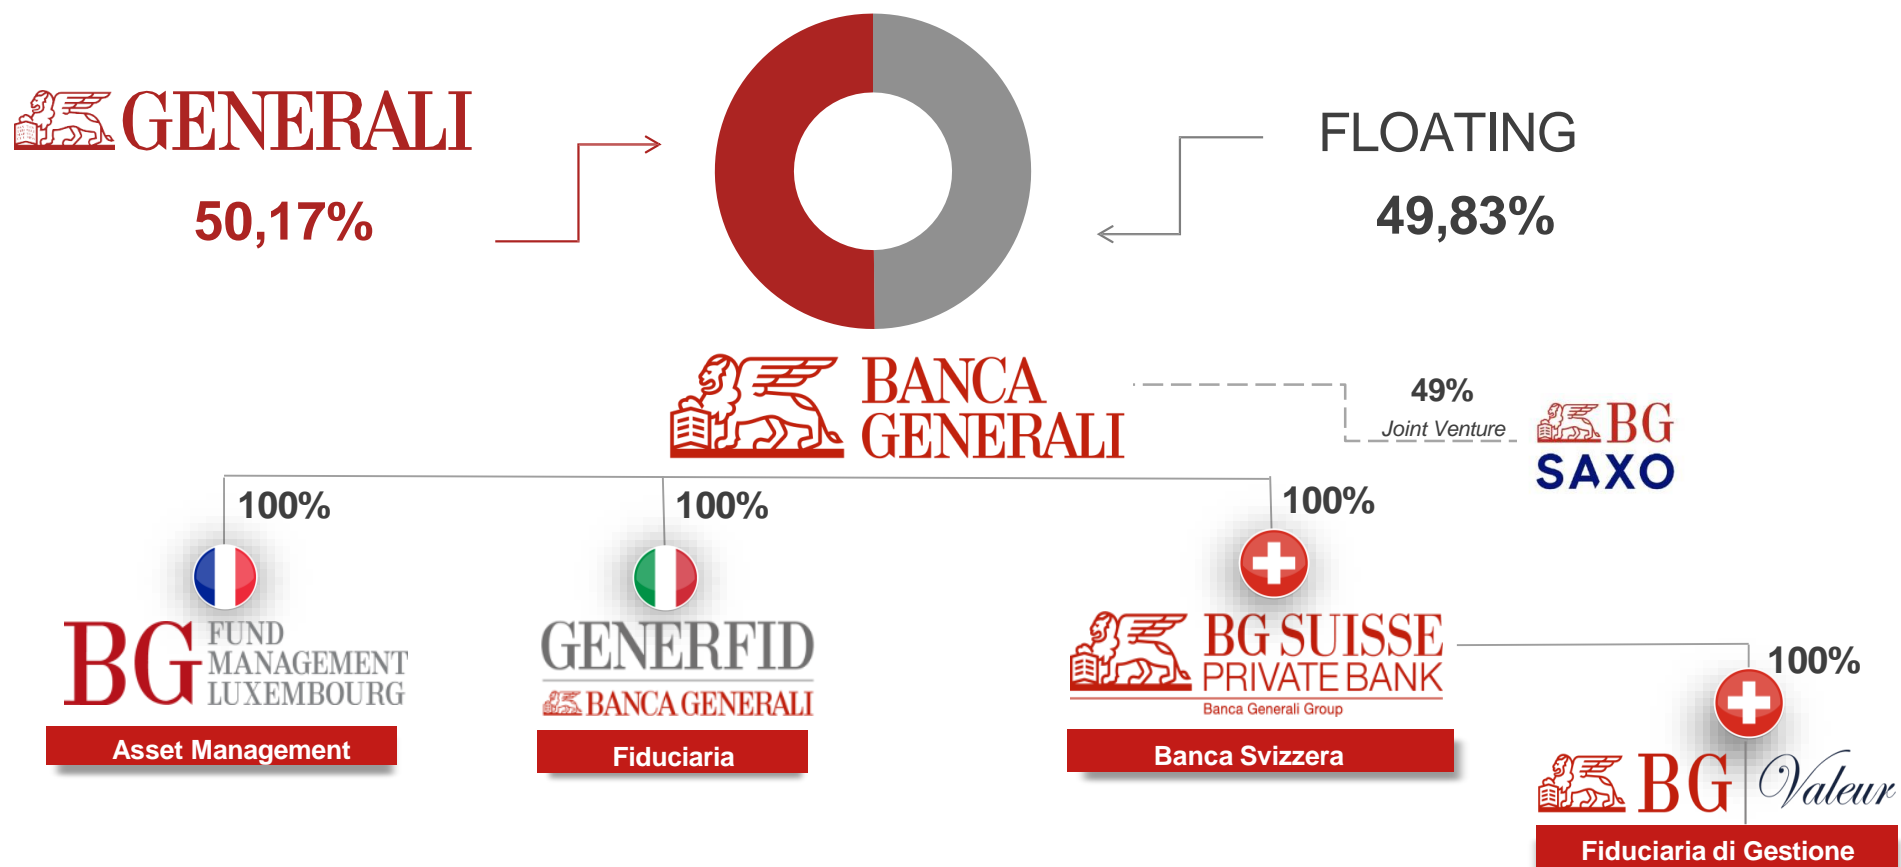 GENERALI
50,17%
FLOATING
49,83%
BANCA
GENERALI
49%
Joint Venture
BG
SAXO
100%
100%
100%
BG FUND
MANAGEMENT
LUXEMBOURG
Asset Management
GENERFID
BANCA GENERALI
Fiduciaria
BG SUISSE
PRIVATE BANK
Banca Generali Group
Banca Svizzera
100%
BG Valeur
Fiduciaria di Gestione